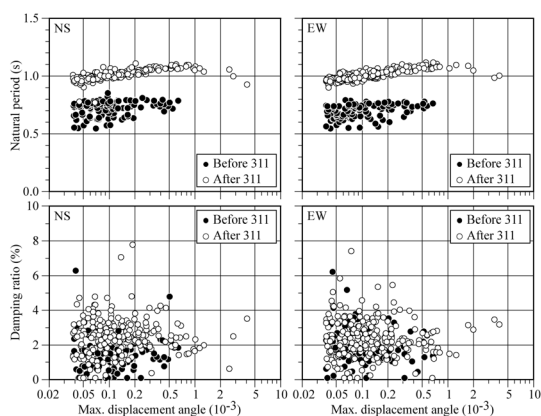 1.5
1.0
0.5
0.0
Natural period (s)
NS
Before 311
After 311
EW
Before 311
After 311
10
8
6
4
2
0
Damping ratio (%)
NS
Before 311
After 311
EW
Before 311
After 311
0.02 0.05 0.1 0.2 0.5 1 2 5 10
Max. displacement angle (10⁻³)
0.02 0.05 0.1 0.2 0.5 1 2 5 10
Max. displacement angle (10⁻³)